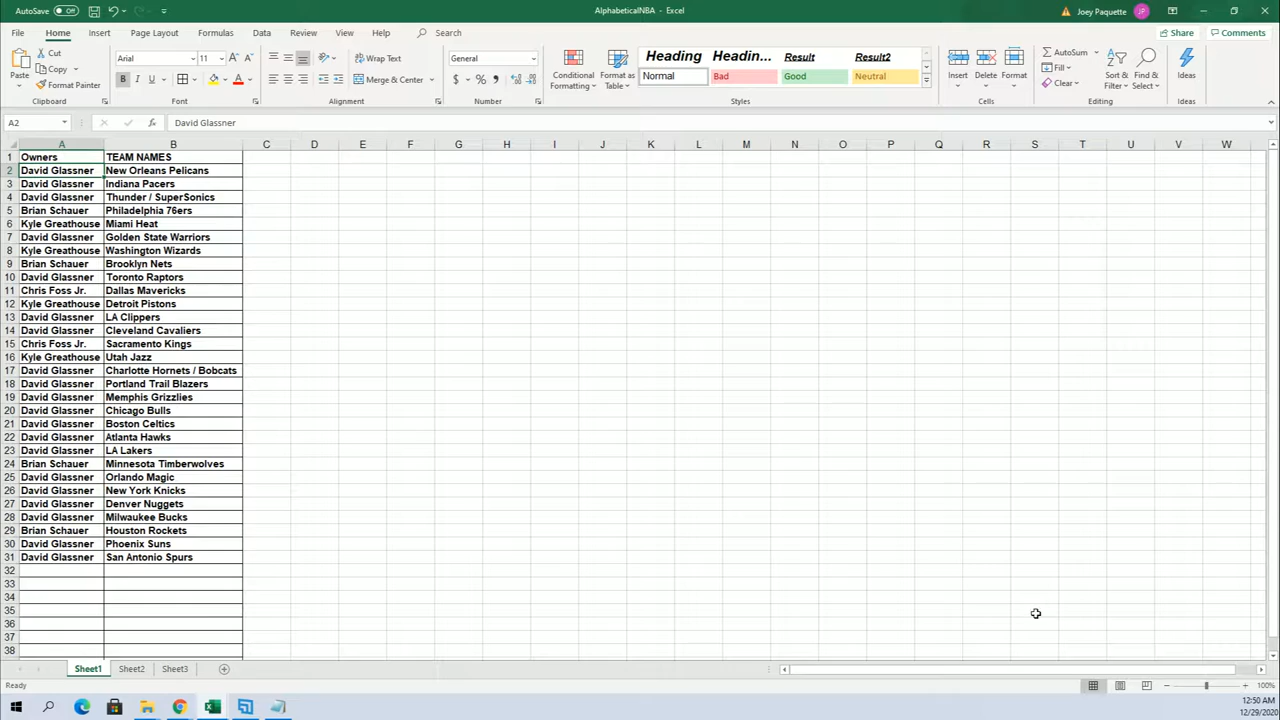 AutoSave Off AlphabeticalNBA - Excel Joey Paquette JP
File Home Insert Page Layout Formulas Data Review View Help Search Share Comments
Paste Cut Copy Format Painter Clipboard
Arial 11 A A B I U A Font
Wrap Text Merge & Center Alignment
General $ % , Number
Conditional Formatting Format as Table
Heading Headin... Result Result2
Normal Bad Good Neutral
Styles
Insert Delete Format Cells
AutoSum Fill Clear Sort & Filter Find & Select Editing
Ideas Ideas
A2 fx David Glassner
A B C D E F G H I J K L M N O P Q R S T U V W
1 Owners TEAM NAMES
2 David Glassner New Orleans Pelicans
3 David Glassner Indiana Pacers
4 David Glassner Thunder / SuperSonics
5 Brian Schauer Philadelphia 76ers
6 Kyle Greathouse Miami Heat
7 David Glassner Golden State Warriors
8 Kyle Greathouse Washington Wizards
9 Brian Schauer Brooklyn Nets
10 David Glassner Toronto Raptors
11 Chris Foss Jr. Dallas Mavericks
12 Kyle Greathouse Detroit Pistons
13 David Glassner LA Clippers
14 David Glassner Cleveland Cavaliers
15 Chris Foss Jr. Sacramento Kings
16 Kyle Greathouse Utah Jazz
17 David Glassner Charlotte Hornets / Bobcats
18 David Glassner Portland Trail Blazers
19 David Glassner Memphis Grizzlies
20 David Glassner Chicago Bulls
21 David Glassner Boston Celtics
22 David Glassner Atlanta Hawks
23 David Glassner LA Lakers
24 Brian Schauer Minnesota Timberwolves
25 David Glassner Orlando Magic
26 David Glassner New York Knicks
27 David Glassner Denver Nuggets
28 David Glassner Milwaukee Bucks
29 Brian Schauer Houston Rockets
30 David Glassner Phoenix Suns
31 David Glassner San Antonio Spurs
32
33
34
35
36
37
38
Sheet1 Sheet2 Sheet3
Ready 100%
12:50 AM
12/29/2020